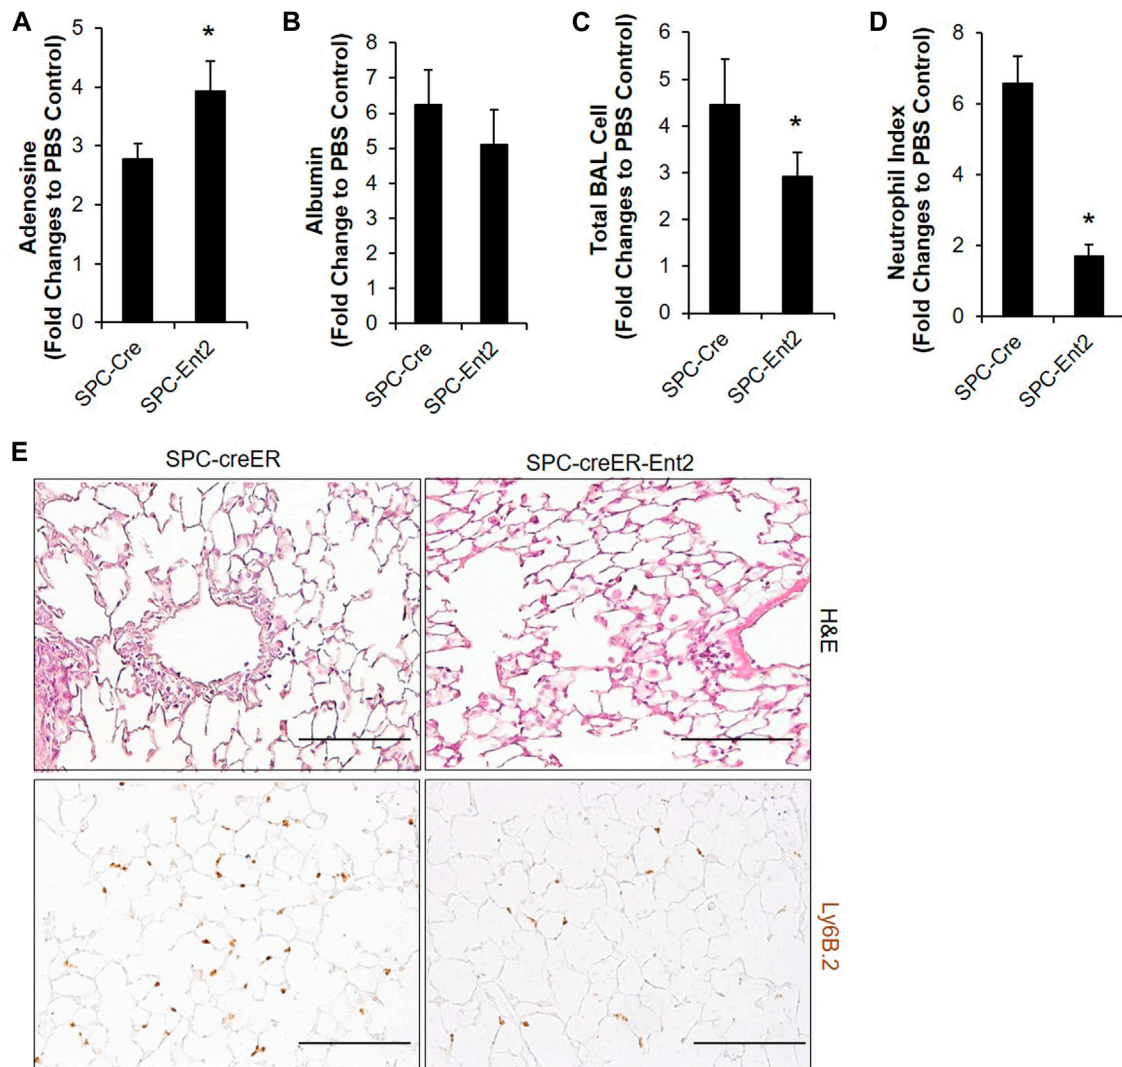 A
Adenosine
(Fold Changes to PBS Control)
5
4
3
2
1
0
*
SPC-Cre
SPC-Ent2
B
Albumin
(Fold Change to PBS Control)
8
7
6
5
4
3
2
1
0
SPC-Cre
SPC-Ent2
C
Total BAL Cell
(Fold Changes to PBS Control)
6
5
4
3
2
1
0
*
SPC-Cre
SPC-Ent2
D
Neutrophil Index
(Fold Changes to PBS Control)
8
6
4
2
0
*
SPC-Cre
SPC-Ent2
E
SPC-creER
SPC-creER-Ent2
H&E
Ly6B.2